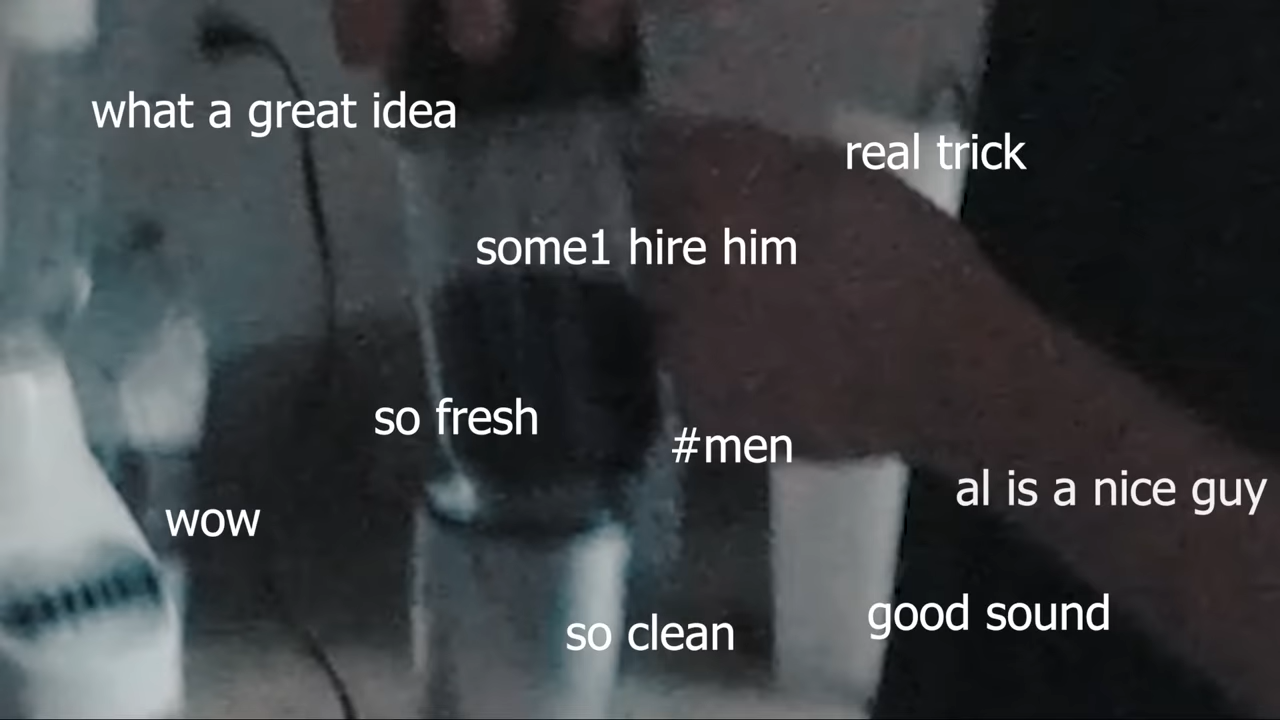 what a great idea
real trick
some1 hire him
so fresh
#men
al is a nice guy
wow
good sound
so clean